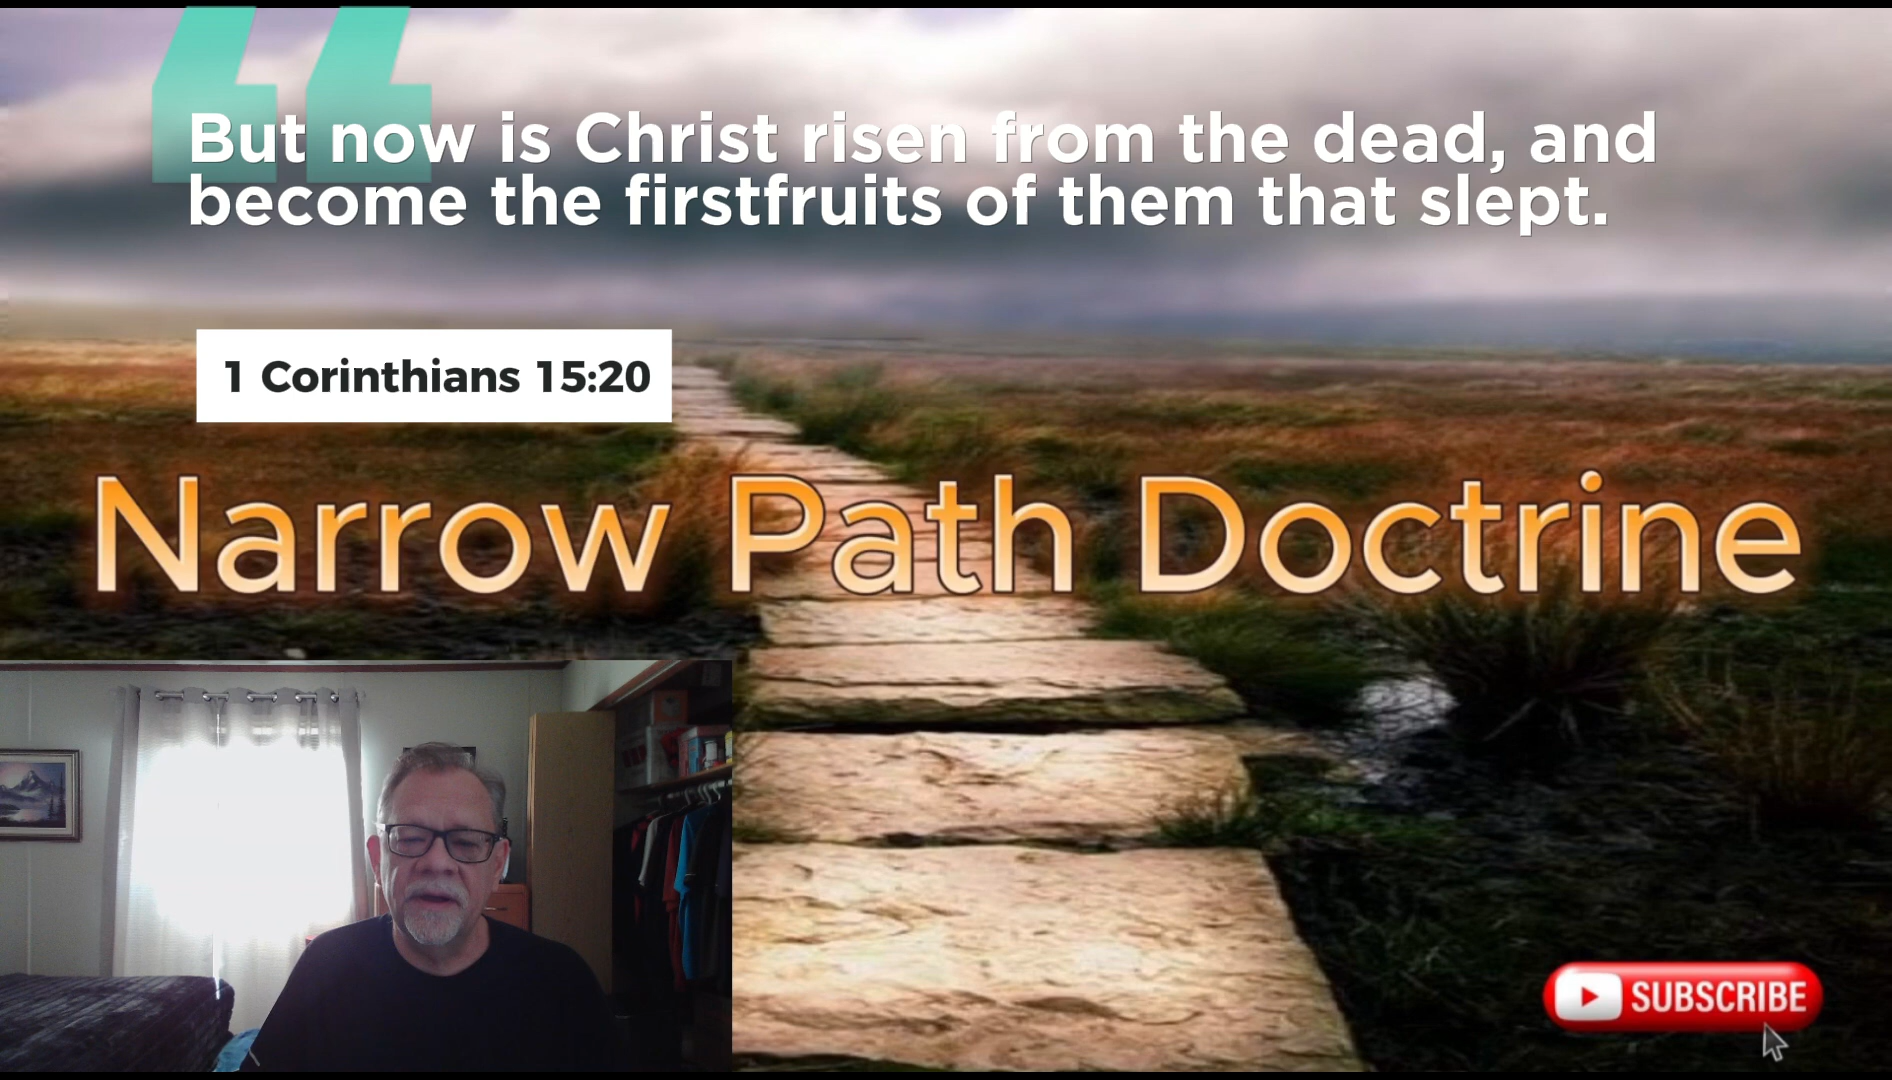 But now is Christ risen from the dead, and
become the firstfruits of them that slept.
1 Corinthians 15:20
Narrow Path Doctrine
SUBSCRIBE